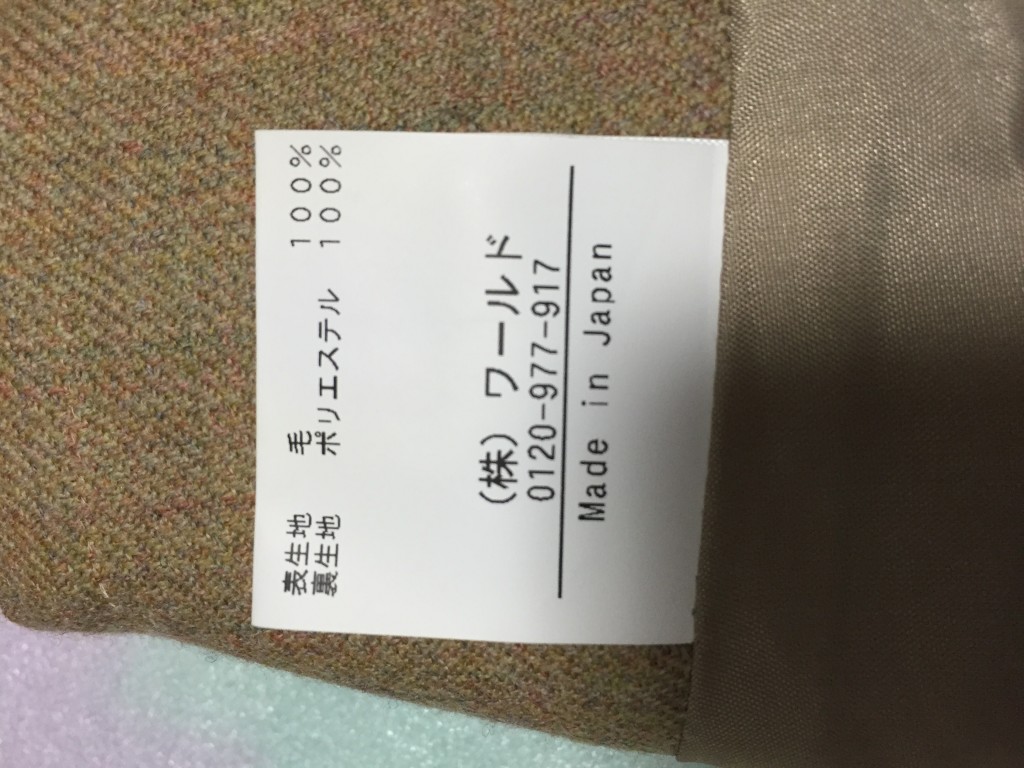 表生地 毛 100%
裏生地 ポリエステル 100%
(株) ワールド
0120-977-917
Made in Japan